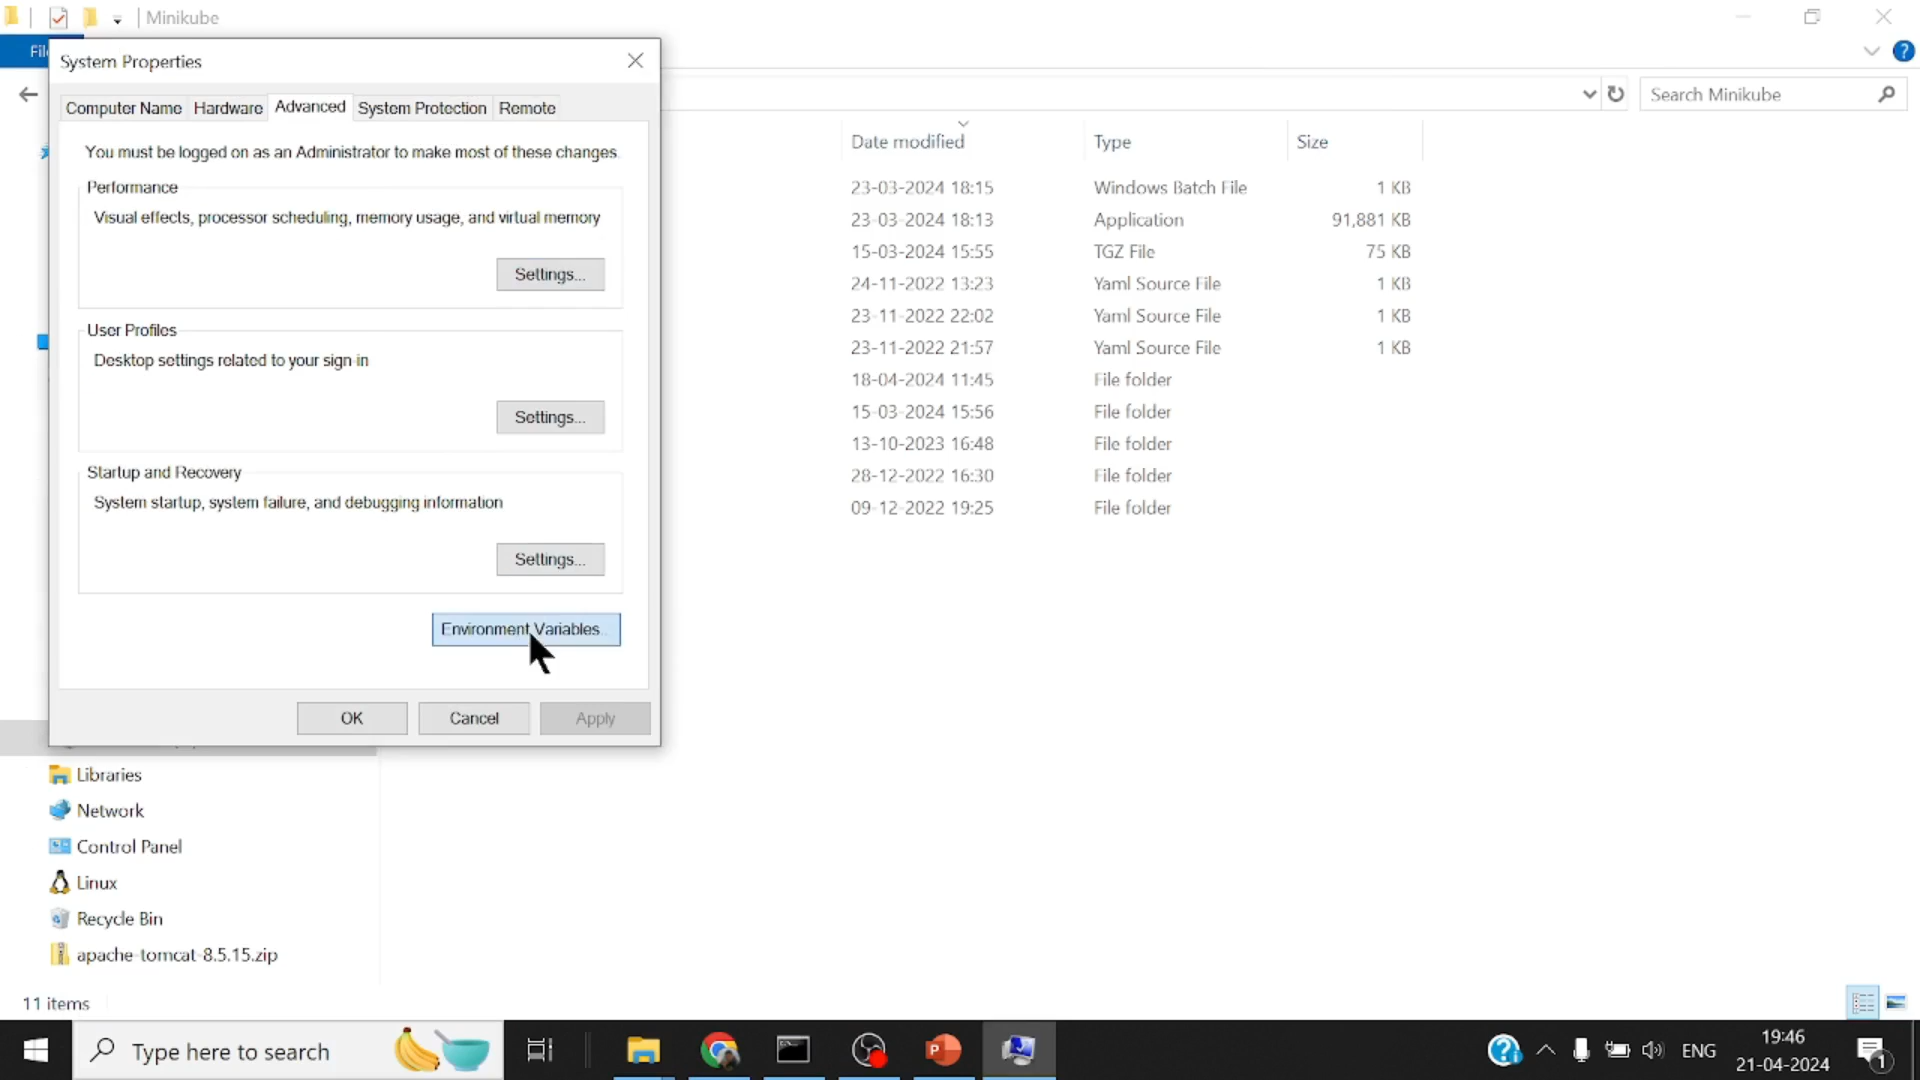 Minikube
Fil
System Properties
Computer Name Hardware Advanced System Protection Remote
Search Minikube
You must be logged on as an Administrator to make most of these changes.
Performance
Visual effects, processor scheduling, memory usage, and virtual memory
Settings...
User Profiles
Desktop settings related to your sign-in
Settings...
Startup and Recovery
System startup, system failure, and debugging information
Settings...
Environment Variables..
OK Cancel Apply
Date modified Type Size
23-03-2024 18:15 Windows Batch File 1 KB
23-03-2024 18:13 Application 91,881 KB
15-03-2024 15:55 TGZ File 75 KB
24-11-2022 13:23 Yaml Source File 1 KB
23-11-2022 22:02 Yaml Source File 1 KB
23-11-2022 21:57 Yaml Source File 1 KB
18-04-2024 11:45 File folder
15-03-2024 15:56 File folder
13-10-2023 16:48 File folder
28-12-2022 16:30 File folder
09-12-2022 19:25 File folder
Libraries
Network
Control Panel
Linux
Recycle Bin
apache-tomcat-8.5.15.zip
11 items
Type here to search
ENG
19:46
21-04-2024
1